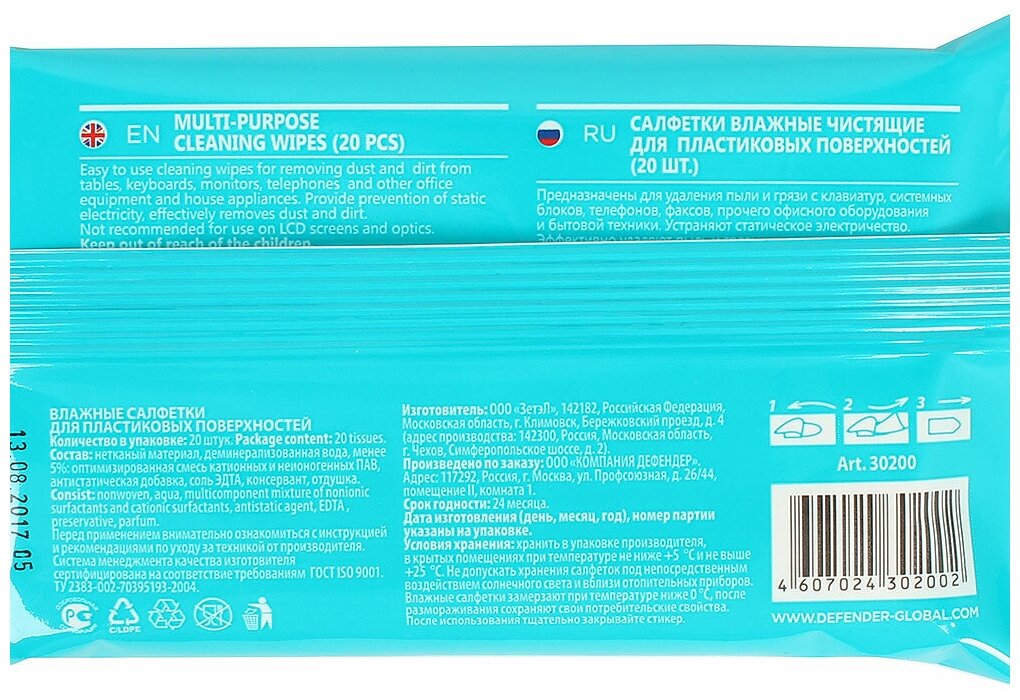 EN
MULTI-PURPOSE
CLEANING WIPES (20 PCS)
Easy to use cleaning wipes for removing dust and dirt from
tables, keyboards, monitors, telephones and other office
equipment and house appliances. Provide prevention of static
electricity, effectively removes dust and dirt.
Not recommended for use on LCD screens and optics.
Keep out of reach of the children
RU
САЛФЕТКИ ВЛАЖНЫЕ ЧИСТЯЩИЕ
ДЛЯ ПЛАСТИКОВЫХ ПОВЕРХНОСТЕЙ
(20 ШТ.)
Предназначены для удаления пыли и грязи с клавиатур, системных
блоков, телефонов, факсов, прочего офисного оборудования
и бытовой техники. Устраняют статическое электричество.
Эффективно удаляют
13.08.2017 05
ВЛАЖНЫЕ САЛФЕТКИ
ДЛЯ ПЛАСТИКОВЫХ ПОВЕРХНОСТЕЙ
Количество в упаковке: 20 штук. Package content: 20 tissues.
Состав: нетканый материал, деминерализованная вода, менее
5%: оптимизированная смесь катионных и неионогенных ПАВ,
антистатическая добавка, соль ЭДТА, консервант, отдушка.
Consist: nonwoven, aqua, multicomponent mixture of nonionic
surfactants and cationic surfactants, antistatic agent, EDTA ,
preservative, parfum.
Перед применением внимательно ознакомиться с инструкцией
и рекомендациями по уходу за техникой от производителя.
Система менеджмента качества изготовителя
сертифицирована на соответствие требованиям ГОСТ ISO 9001.
ТУ 2383-002-70395193-2004.
C/LDPE
Изготовитель: ООО «ЗетэЛ», 142182, Российская Федерация,
Московская область, г. Климовск, Бережковский проезд, д. 4
(адрес производства: 142300, Россия, Московская область,
г. Чехов, Симферопольское шоссе, д. 2).
Произведено по заказу: ООО «КОМПАНИЯ ДЕФЕНДЕР».
Адрес: 117292, Россия, г. Москва, ул. Профсоюзная, д. 26/44,
помещение II, комната 1.
Срок годности: 24 месяца.
Дата изготовления (день, месяц, год), номер партии
указаны на упаковке.
Условия хранения: хранить в упаковке производителя,
в крытых помещениях при температуре не ниже +5 °С и не выше
+25 °С. Не допускать хранения салфеток под непосредственным
воздействием солнечного света и вблизи отопительных приборов.
Влажные салфетки замерзают при температуре ниже 0 °С, после
размораживания сохраняют свои потребительские свойства.
После использования тщательно закрывайте стикер.
1 2 3
Art. 30200
4 607024 302002
WWW.DEFENDER-GLOBAL.COM